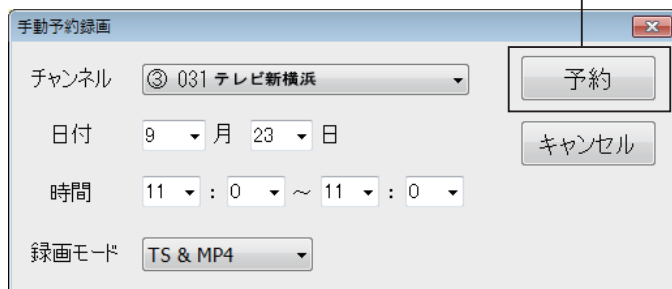 手動予約録画
チャンネル ③ 031 テレビ新横浜 予約
日付 9 月 23 日 キャンセル
時間 11 : 0 ～ 11 : 0
録画モード TS & MP4